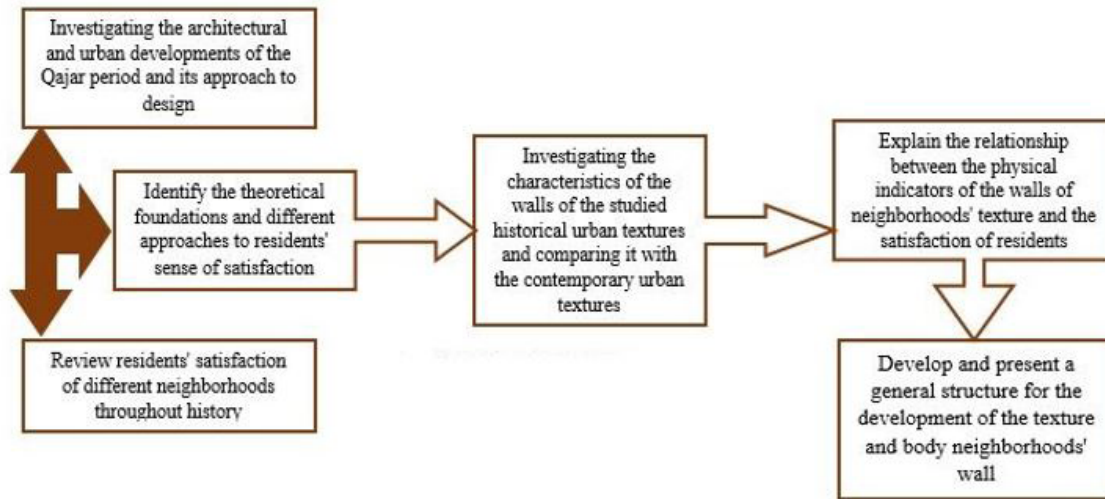 Investigating the architectural
and urban developments of the
Qajar period and its approach to
design
Identify the theoretical
foundations and different
approaches to residents'
sense of satisfaction
Review residents' satisfaction
of different neighborhoods
throughout history
Investigating the
characteristics of the
walls of the studied
historical urban textures
and comparing it with
the contemporary urban
textures
Explain the relationship
between the physical
indicators of the walls of
neighborhoods' texture and the
satisfaction of residents
Develop and present a
general structure for the
development of the texture
and body neighborhoods'
wall